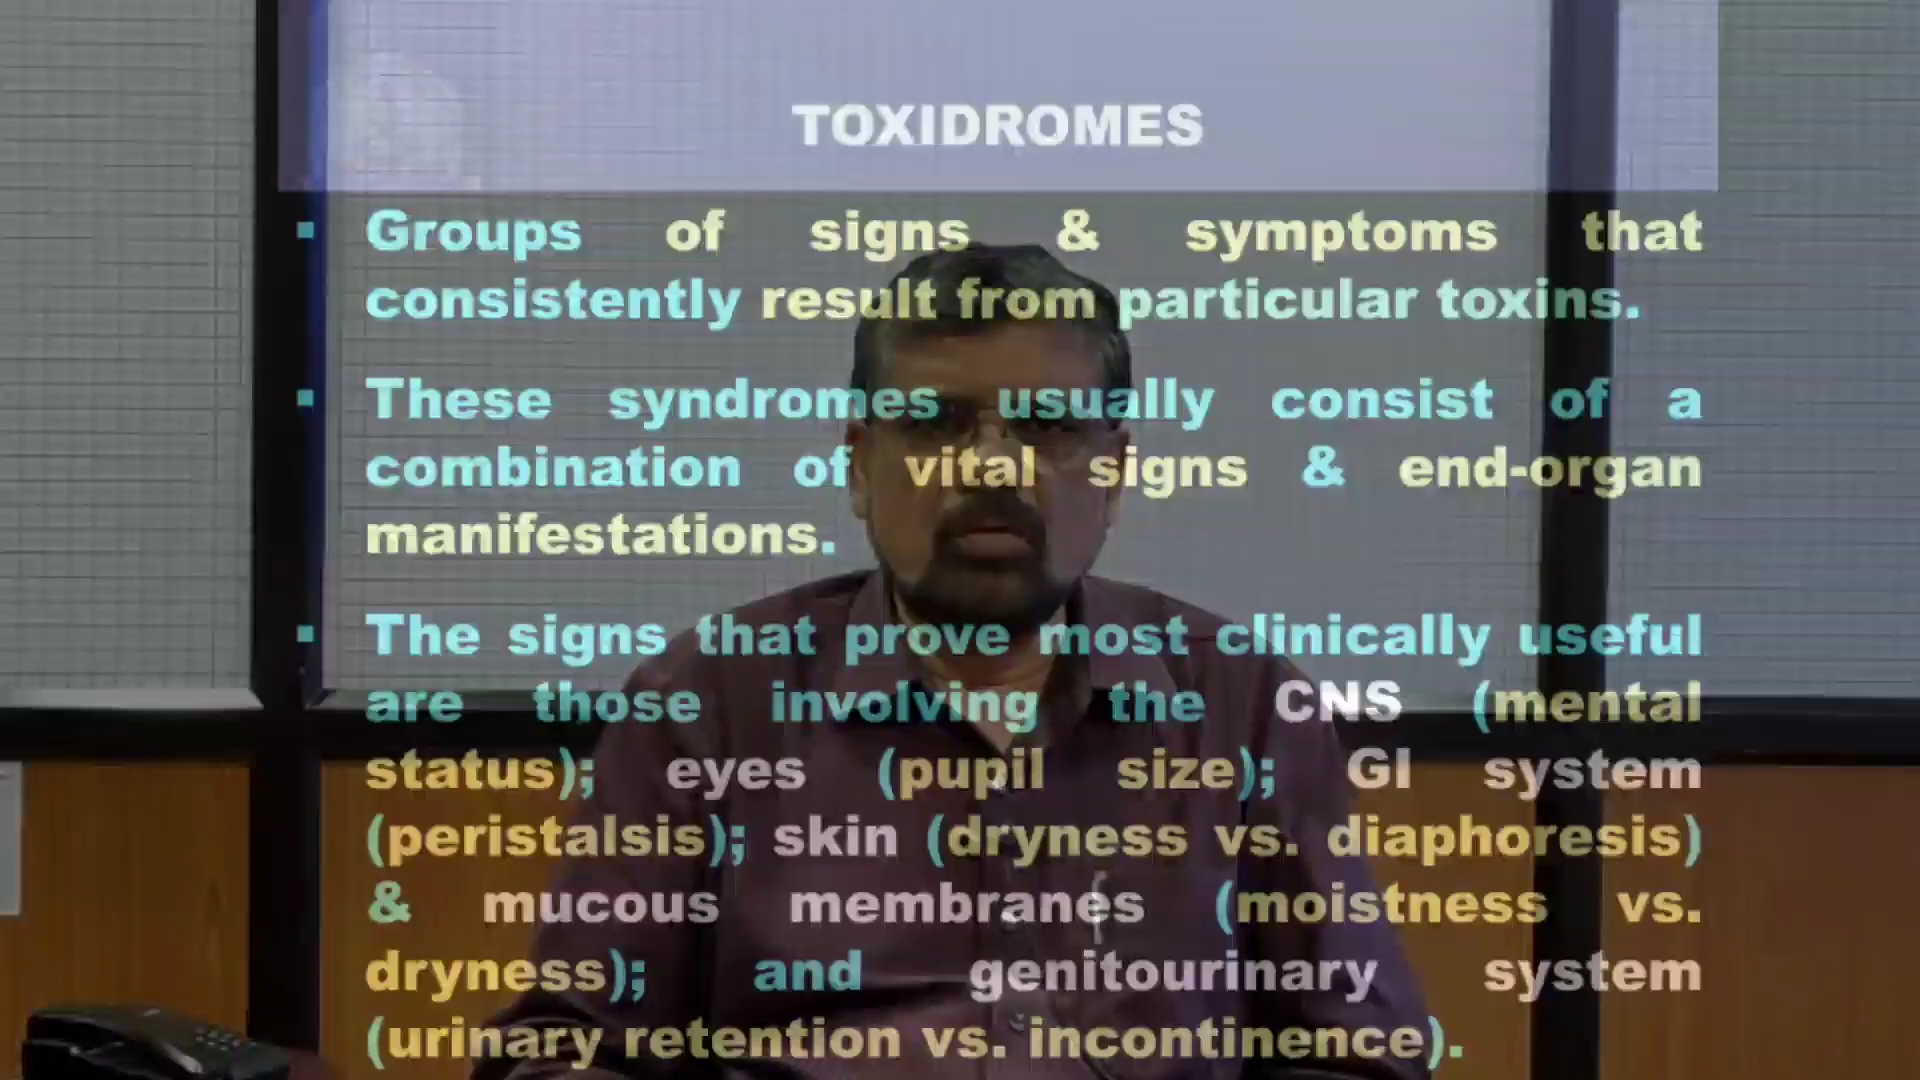 TOXIDROMES
▪ Groups of signs & symptoms that
consistently result from particular toxins.
▪ These syndromes usually consist of a
combination of vital signs & end-organ
manifestations.
▪ The signs that prove most clinically useful
are those involving the CNS (mental
status); eyes (pupil size); GI system
(peristalsis); skin (dryness vs. diaphoresis)
& mucous membranes (moistness vs.
dryness); and genitourinary system
(urinary retention vs. incontinence).